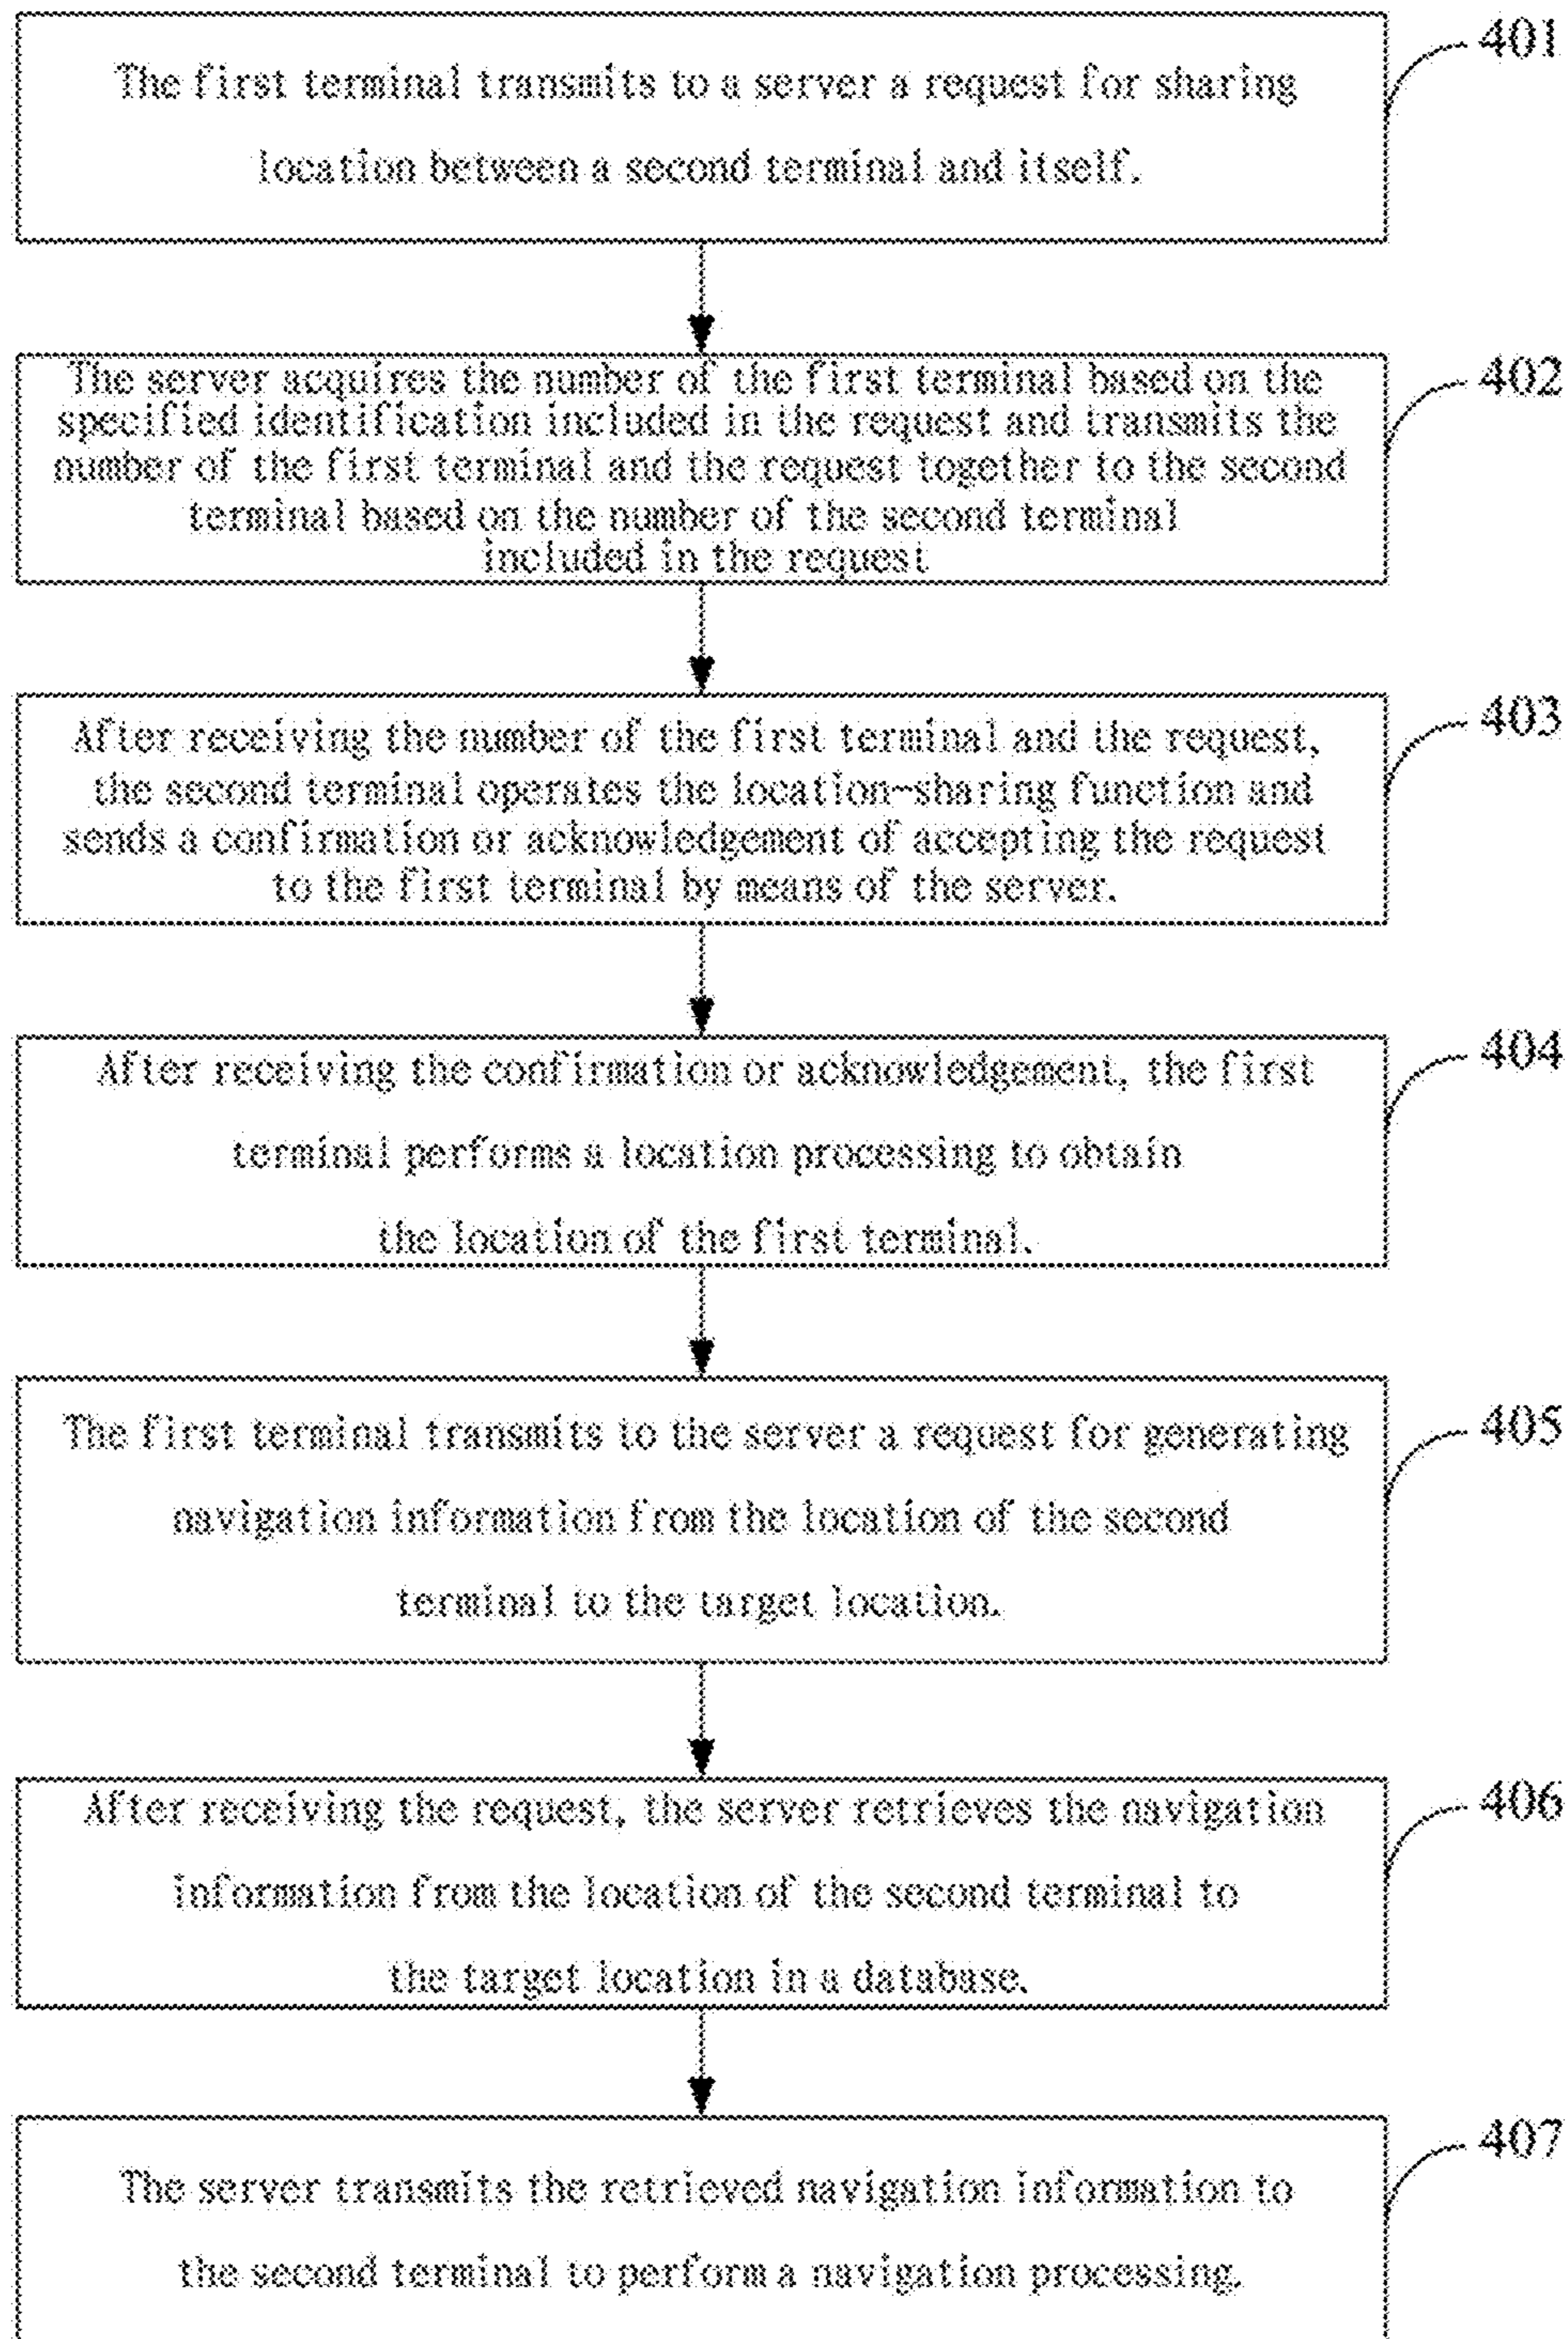 401
The first terminal transmits to a server a request for sharing
location between a second terminal and itself.
402
The server acquires the number of the first terminal based on the
specified identification included in the request and transmits the
number of the first terminal and the request together to the second
terminal based on the number of the second terminal
included in the request
403
After receiving the number of the first terminal and the request,
the second terminal operates the location-sharing function and
sends a confirmation or acknowledgement of accepting the request
to the first terminal by means of the server.
404
After receiving the confirmation or acknowledgement, the first
terminal performs a location processing to obtain
the location of the first terminal.
405
The first terminal transmits to the server a request for generating
navigation information from the location of the second
terminal to the target location.
406
After receiving the request, the server retrieves the navigation
information from the location of the second terminal to
the target location in a database.
407
The server transmits the retrieved navigation information to
the second terminal to perform a navigation processing.